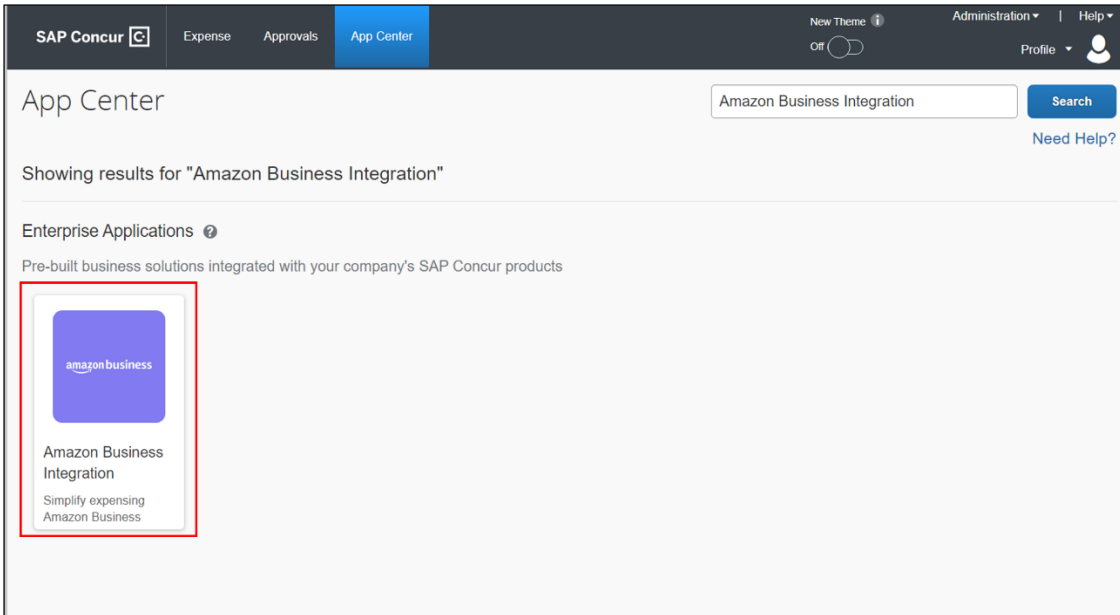 SAP Concur C
Expense
Approvals
App Center
New Theme i
Off
Administration
|
Help
Profile
App Center
Amazon Business Integration
Search
Need Help?
Showing results for "Amazon Business Integration"
Enterprise Applications ?
Pre-built business solutions integrated with your company's SAP Concur products
amazon business
Amazon Business
Integration
Simplify expensing
Amazon Business